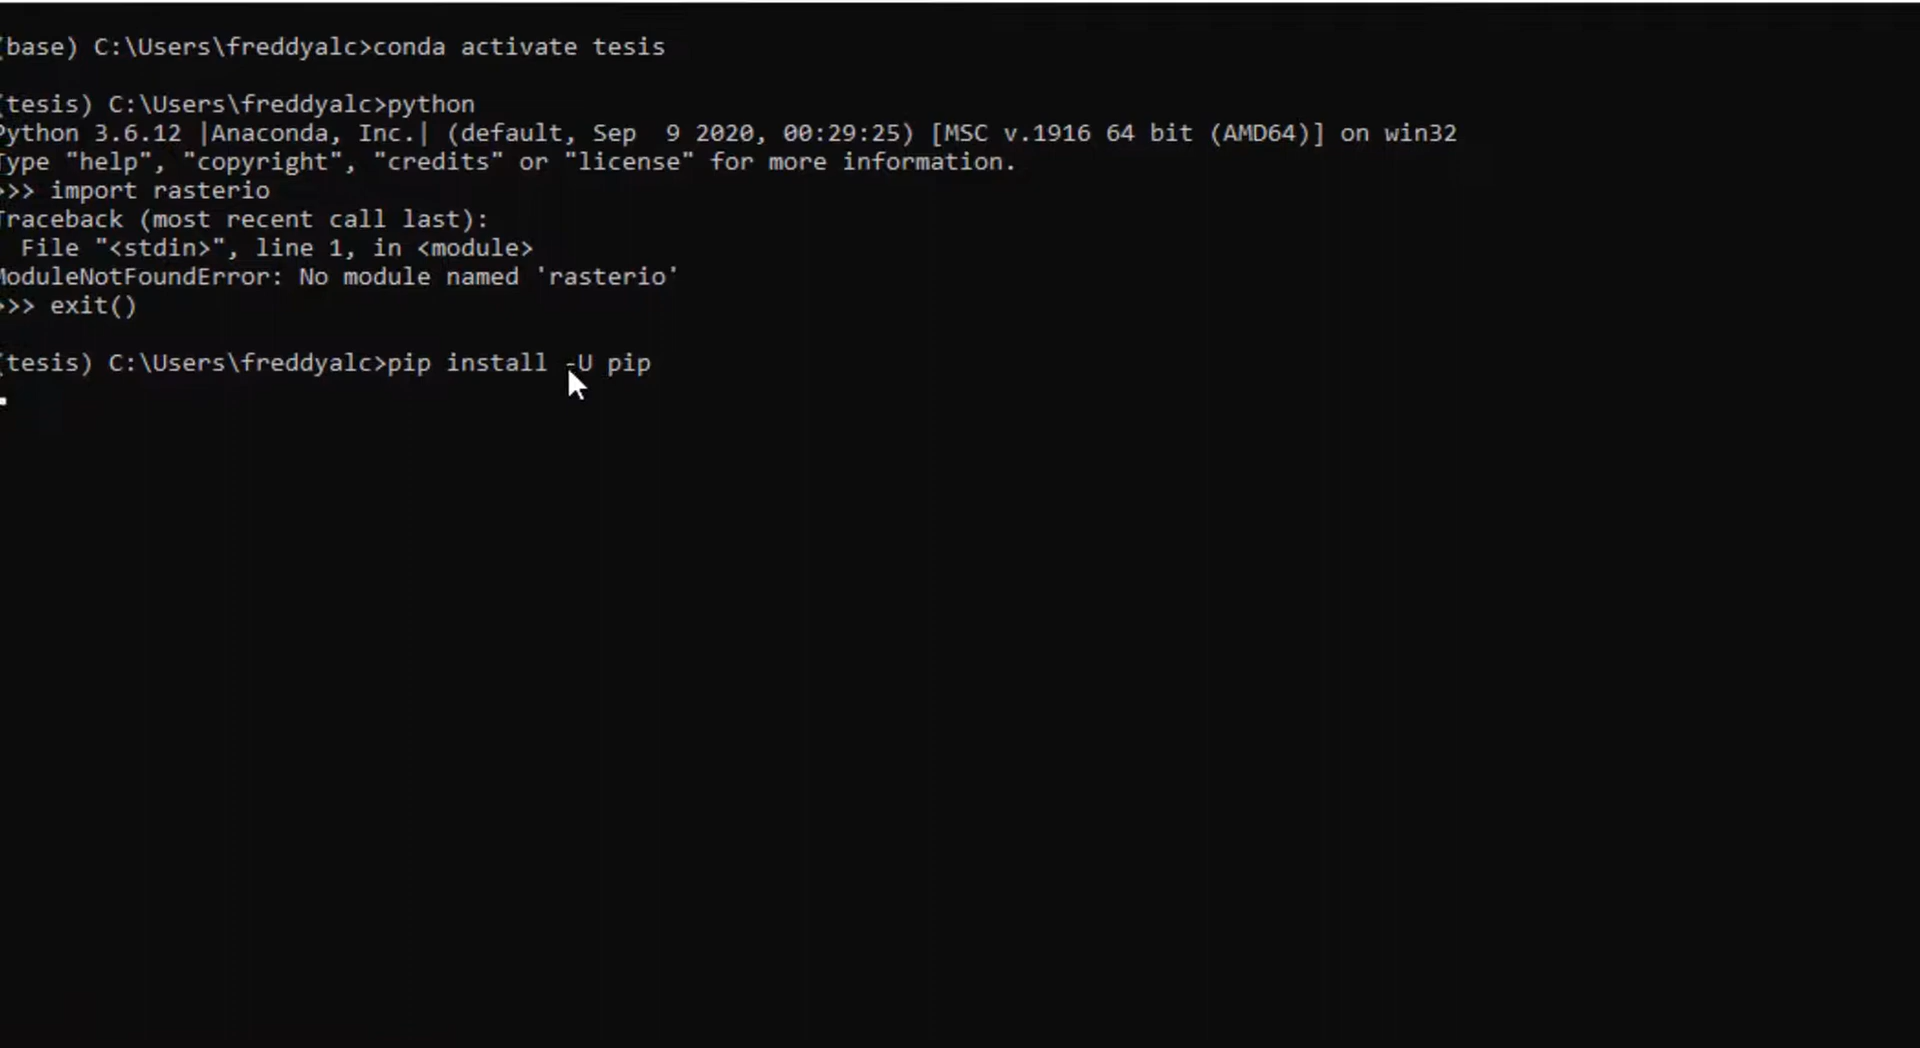 (base) C:\Users\freddyalc>conda activate tesis
(tesis) C:\Users\freddyalc>python
Python 3.6.12 |Anaconda, Inc.| (default, Sep  9 2020, 00:29:25) [MSC v.1916 64 bit (AMD64)] on win32
Type "help", "copyright", "credits" or "license" for more information.
>>> import rasterio
Traceback (most recent call last):
  File "<stdin>", line 1, in <module>
ModuleNotFoundError: No module named 'rasterio'
>>> exit()
(tesis) C:\Users\freddyalc>pip install -U pip